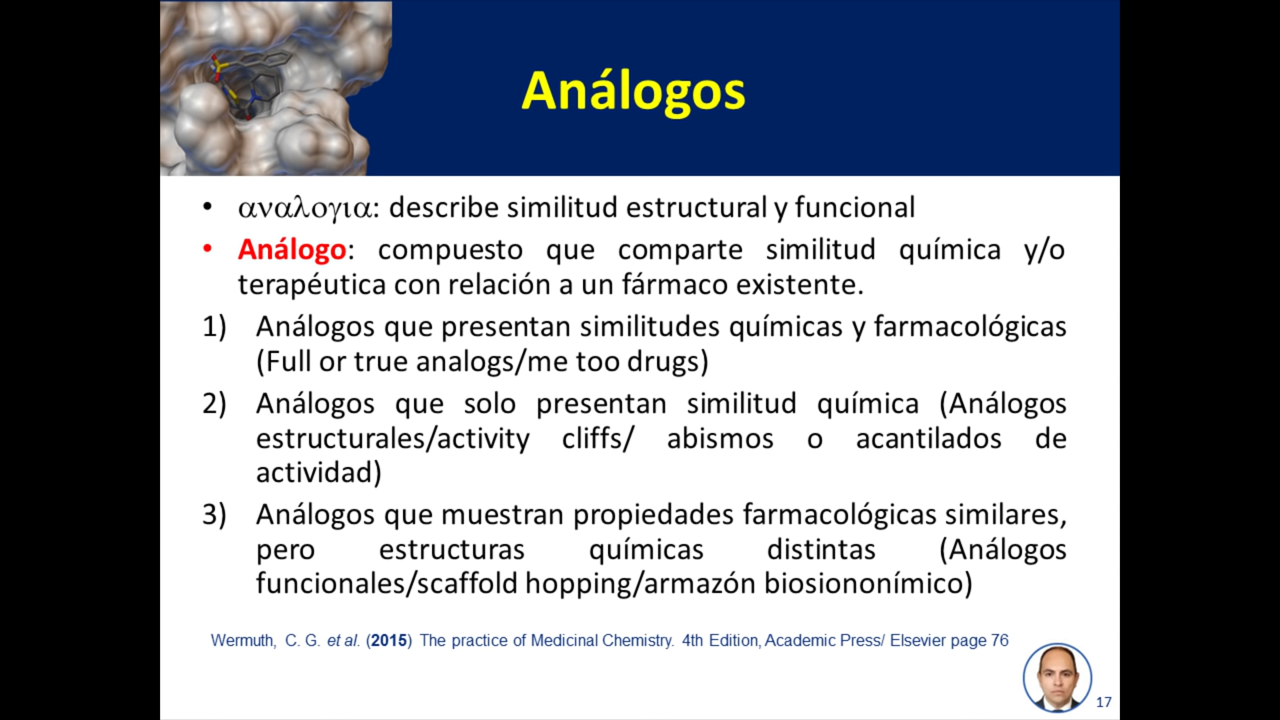 Análogos
• αναλογια: describe similitud estructural y funcional
• Análogo: compuesto que comparte similitud química y/o
terapéutica con relación a un fármaco existente.
1) Análogos que presentan similitudes químicas y farmacológicas
(Full or true analogs/me too drugs)
2) Análogos que solo presentan similitud química (Análogos
estructurales/activity cliffs/ abismos o acantilados de
actividad)
3) Análogos que muestran propiedades farmacológicas similares,
pero estructuras químicas distintas (Análogos
funcionales/scaffold hopping/armazón biosiononímico)
Wermuth, C. G. et al. (2015) The practice of Medicinal Chemistry. 4th Edition, Academic Press/ Elsevier page 76
17